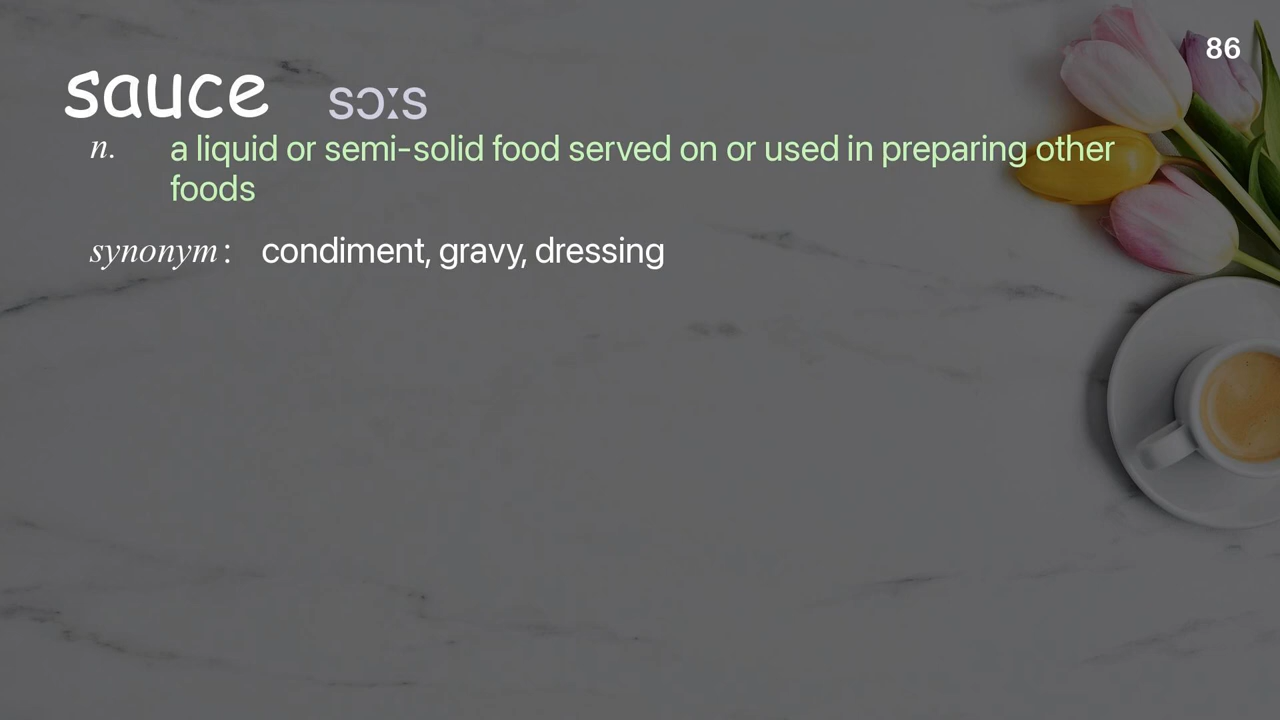 86
sauce sɔːs
n. a liquid or semi-solid food served on or used in preparing other
foods
synonym: condiment, gravy, dressing